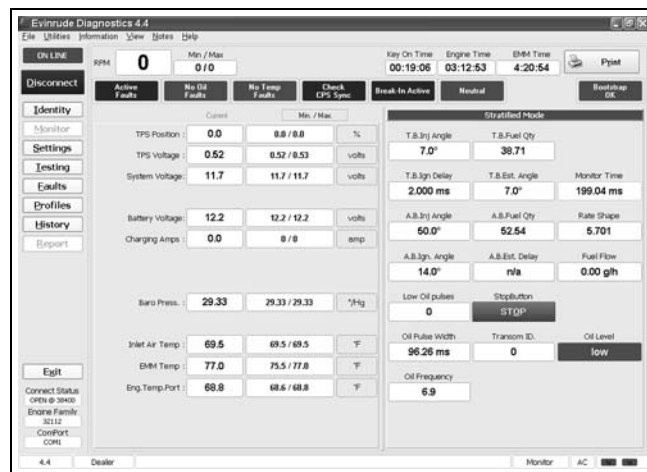 Evinrude Diagnostics 4.4
File Utilities Information View Notes Help
ON LINE
RPM 0
Min / Max
0 / 0
Key On Time Engine Time EMM Time
00:19:06 03:12:53 4:20:54
Print
Disconnect
Active Faults
No Oil Faults
No Temp Faults
Check CPS Sync
Break-In Active
Neutral
Bootstrap OK
Identity
Monitor
Settings
Testing
Faults
Profiles
History
Report
Current Min. / Max.
TPS Position : 0.0 0.0 / 0.0 %
TPS Voltage : 0.52 0.52 / 0.53 volts
System Voltage: 11.7 11.7 / 11.7 volts
Battery Voltage: 12.2 12.2 / 12.2 volts
Charging Amps : 0.0 0 / 0 amp
Baro Press. : 29.33 29.33 / 29.33 "/Hg
Inlet Air Temp : 69.5 69.5 / 69.5 °F
EMM Temp : 77.0 75.5 / 77.0 °F
Eng.Temp.Port : 68.8 68.6 / 68.8 °F
Stratified Mode
T.B.Inj Angle T.B.Fuel Qty
7.0° 38.71
T.B.Ign Delay T.B.Est. Angle Monitor Time
2.000 ms 7.0° 199.04 ms
A.B.Inj Angle A.B.Fuel Qty Rate Shape
50.0° 52.54 5.701
A.B.Ign. Angle A.B.Est. Delay Fuel Flow
14.0° n/a 0.00 g/h
Low Oil pulses StopButton
0 STOP
Oil Pulse Width Transom ID. Oil Level
96.26 ms 0 low
Oil Frequency
6.9
Exit
Connect Status
OPEN @ 38400
Engine Family
32112
ComPort
COM1
4.4 Dealer Monitor AC